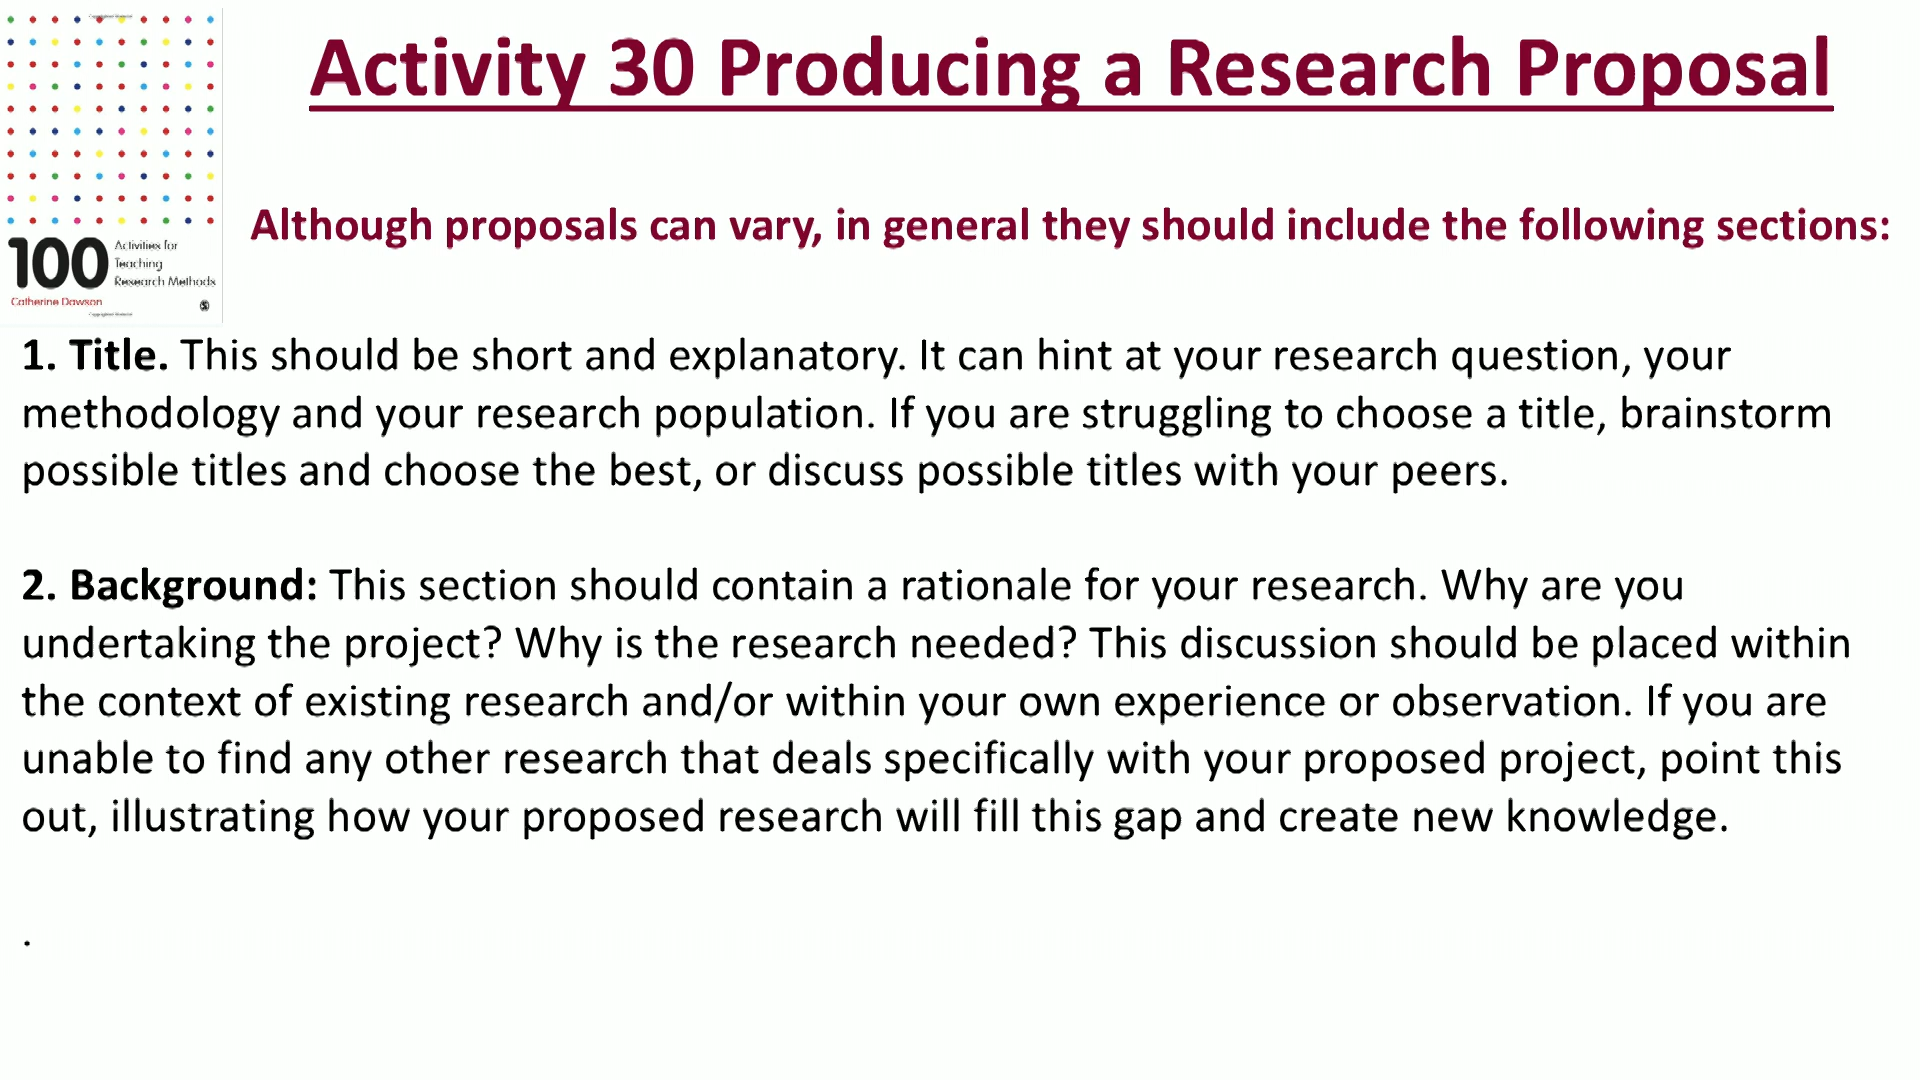 Activity 30 Producing a Research Proposal
Although proposals can vary, in general they should include the following sections:
100
Activities for
Teaching
Research Methods
Catherine Dawson
1. Title. This should be short and explanatory. It can hint at your research question, your
methodology and your research population. If you are struggling to choose a title, brainstorm
possible titles and choose the best, or discuss possible titles with your peers.
2. Background: This section should contain a rationale for your research. Why are you
undertaking the project? Why is the research needed? This discussion should be placed within
the context of existing research and/or within your own experience or observation. If you are
unable to find any other research that deals specifically with your proposed project, point this
out, illustrating how your proposed research will fill this gap and create new knowledge.
.